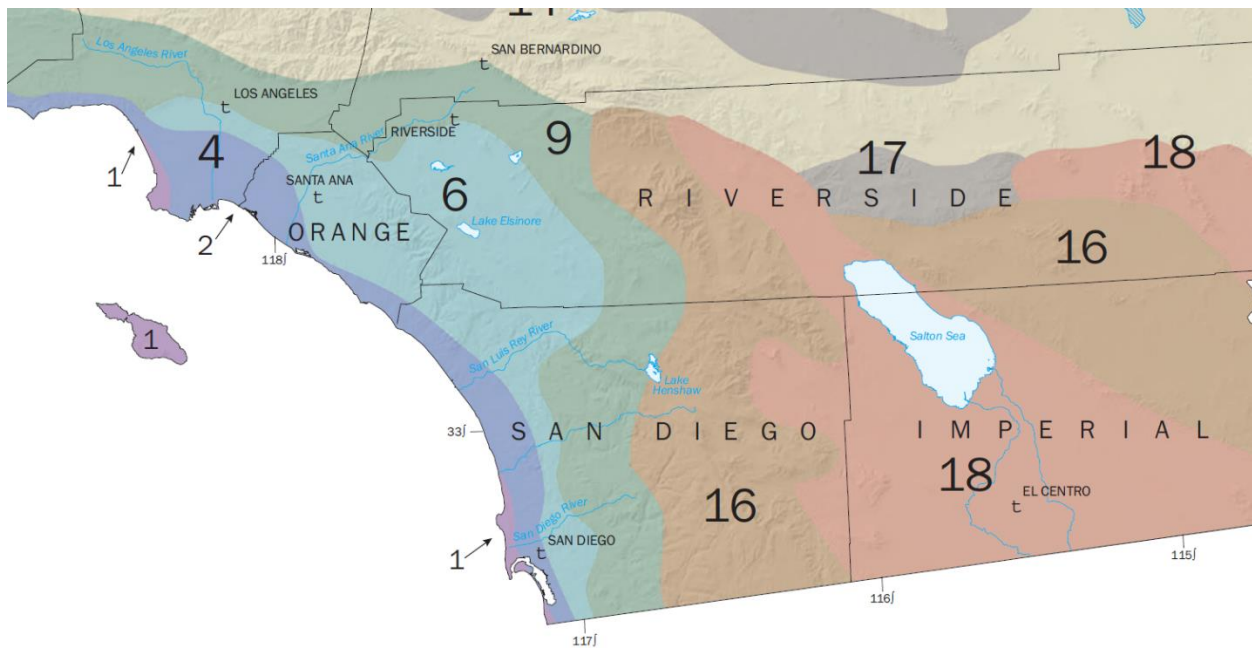 14
Los Angeles River
SAN BERNARDINO
t
LOS ANGELES
t
RIVERSIDE
t
9
4
Santa Ana River
17
18
1
SANTA ANA
t
6
R I V E R S I D E
2
ORANGE
Lake Elsinore
118∫
16
1
San Luis Rey River
Salton Sea
Lake
Henshaw
33∫
S A N D I E G O
I M P E R I A L
18
16
EL CENTRO
t
San Diego River
1
SAN DIEGO
t
115∫
116∫
117∫